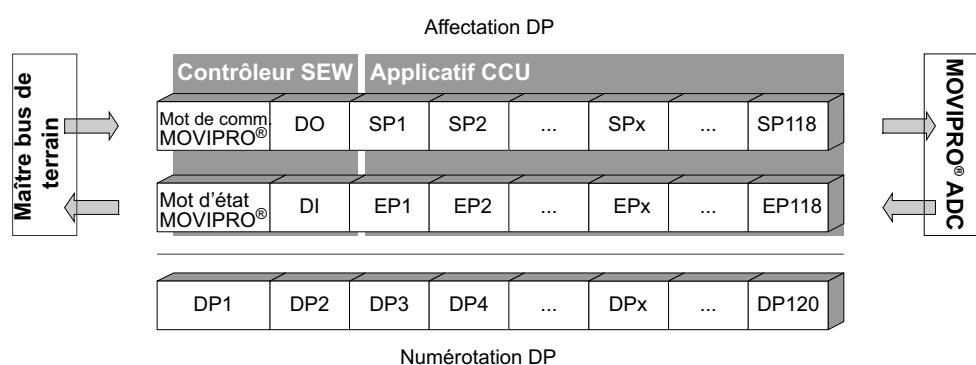 Affectation DP
Maître bus de
terrain
Contrôleur SEW
Applicatif CCU
Mot de comm.
MOVIPRO®
DO
SP1
SP2
...
SPx
...
SP118
Mot d'état
MOVIPRO®
DI
EP1
EP2
...
EPx
...
EP118
MOVIPRO® ADC
DP1
DP2
DP3
DP4
...
DPx
...
DP120
Numérotation DP